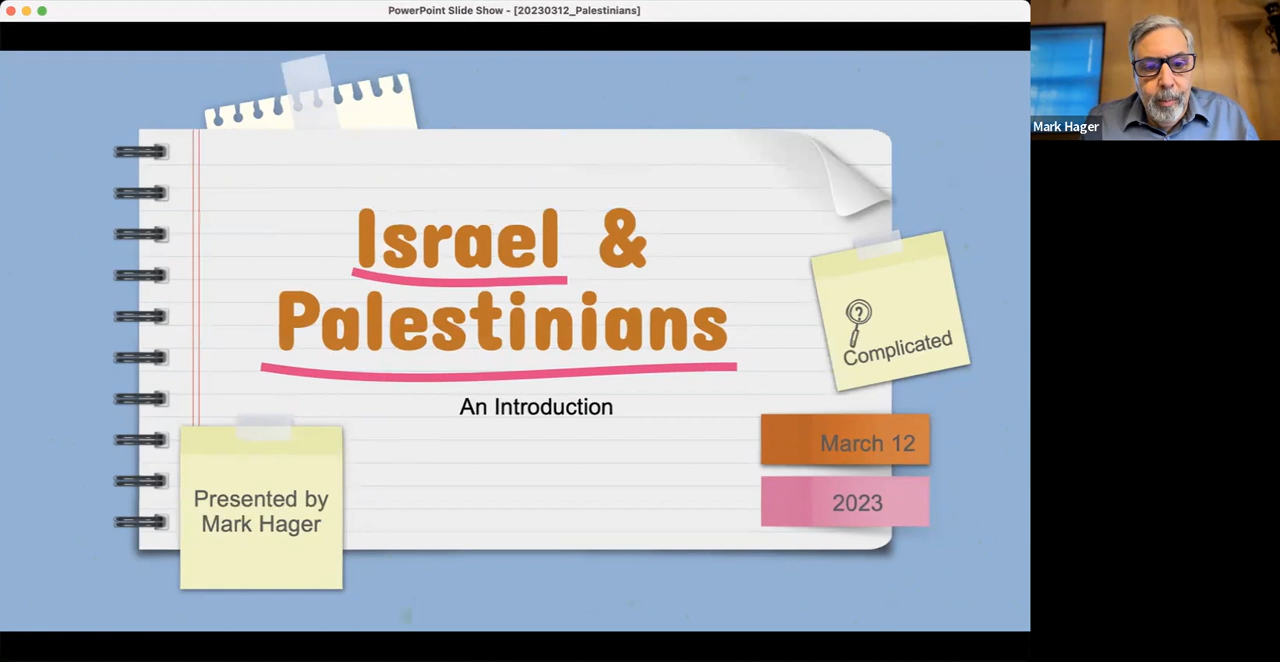 PowerPoint Slide Show - [20230312_Palestinians]
Mark Hager
Israel &
Palestinians
An Introduction
?
Complicated
March 12
2023
Presented by
Mark Hager